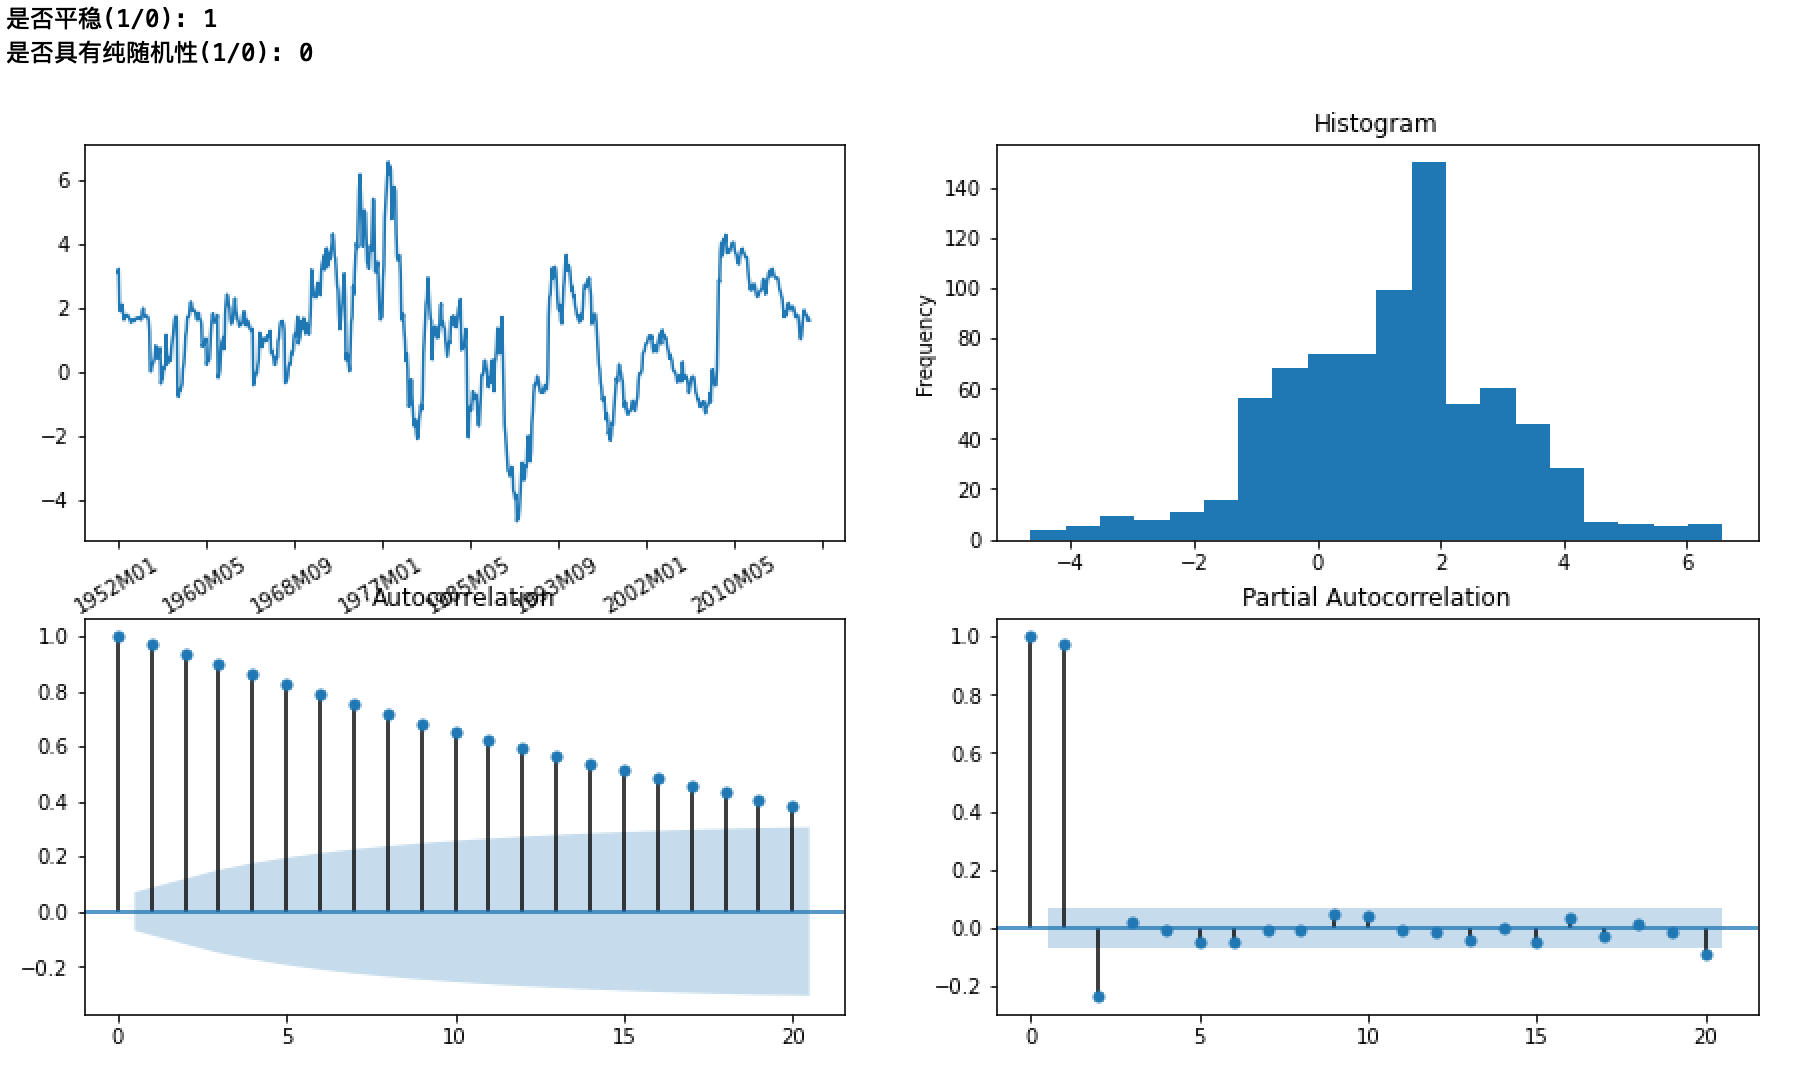 是否平稳(1/0): 1
是否具有纯随机性(1/0): 0
6
4
2
0
−2
−4
1952M01 1960M05 1968M09 1977M01 1985M05 1993M09 2002M01 2010M05
Histogram
Frequency
140
120
100
80
60
40
20
0
−4 −2 0 2 4 6
Autocorrelation
1.0
0.8
0.6
0.4
0.2
0.0
−0.2
0 5 10 15 20
Partial Autocorrelation
1.0
0.8
0.6
0.4
0.2
0.0
−0.2
0 5 10 15 20